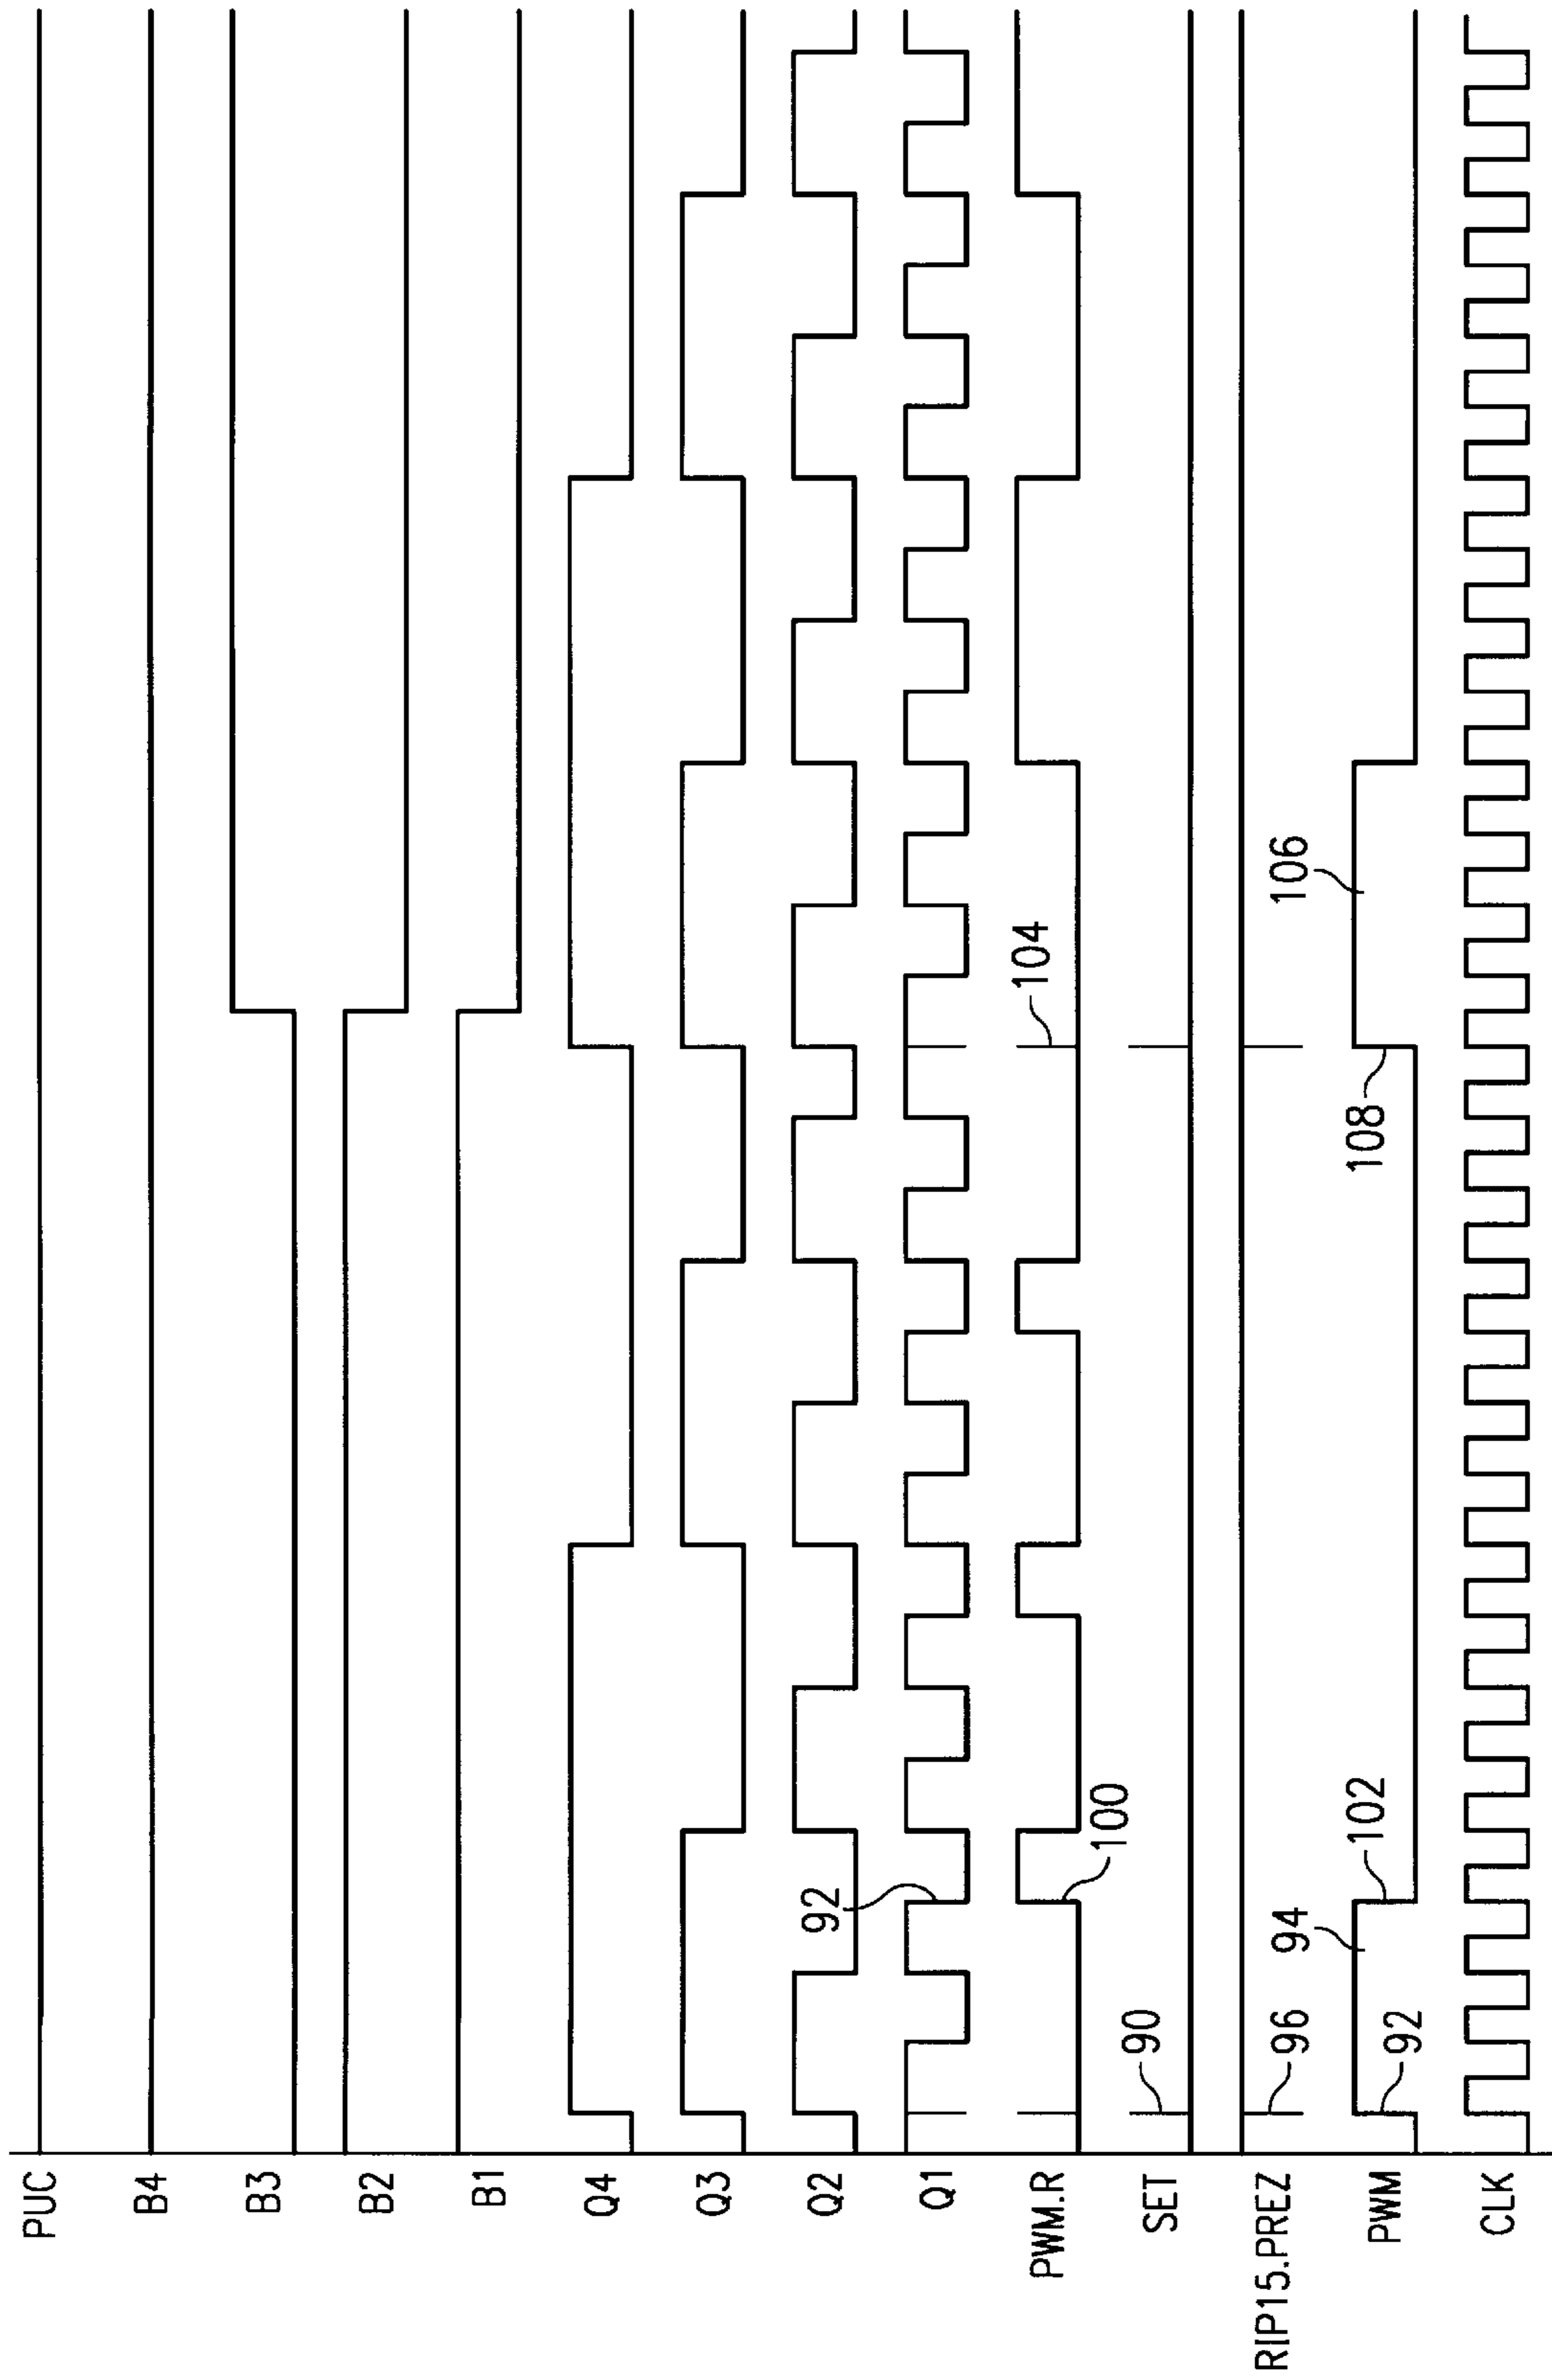 PUC
B4
B3
B2
B1
Q4
Q3
Q2
92
Q1
PWM.R
100
104
SET
90
RIP15.PREZ
96
94
106
PWM
92
102
108
CLK